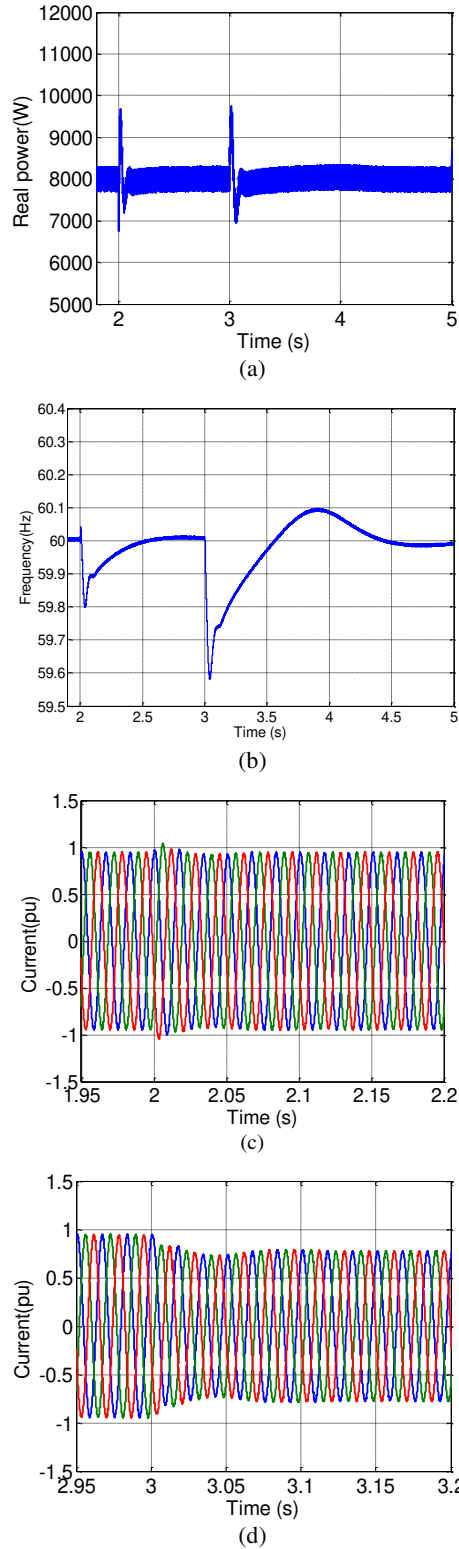 12000
11000
10000
9000
8000
7000
6000
5000
Real power(W)
2 3 4 5
Time (s)
(a)
60.4
60.3
60.2
60.1
60
59.9
59.8
59.7
59.6
59.5
Frequency(Hz)
2 2.5 3 3.5 4 4.5 5
Time (s)
(b)
1.5
1
0.5
0
-0.5
-1
-1.5
Current(pu)
1.95 2 2.05 2.1 2.15 2.2
Time (s)
(c)
1.5
1
0.5
0
-0.5
-1
-1.5
Current(pu)
2.95 3 3.05 3.1 3.15 3.2
Time (s)
(d)